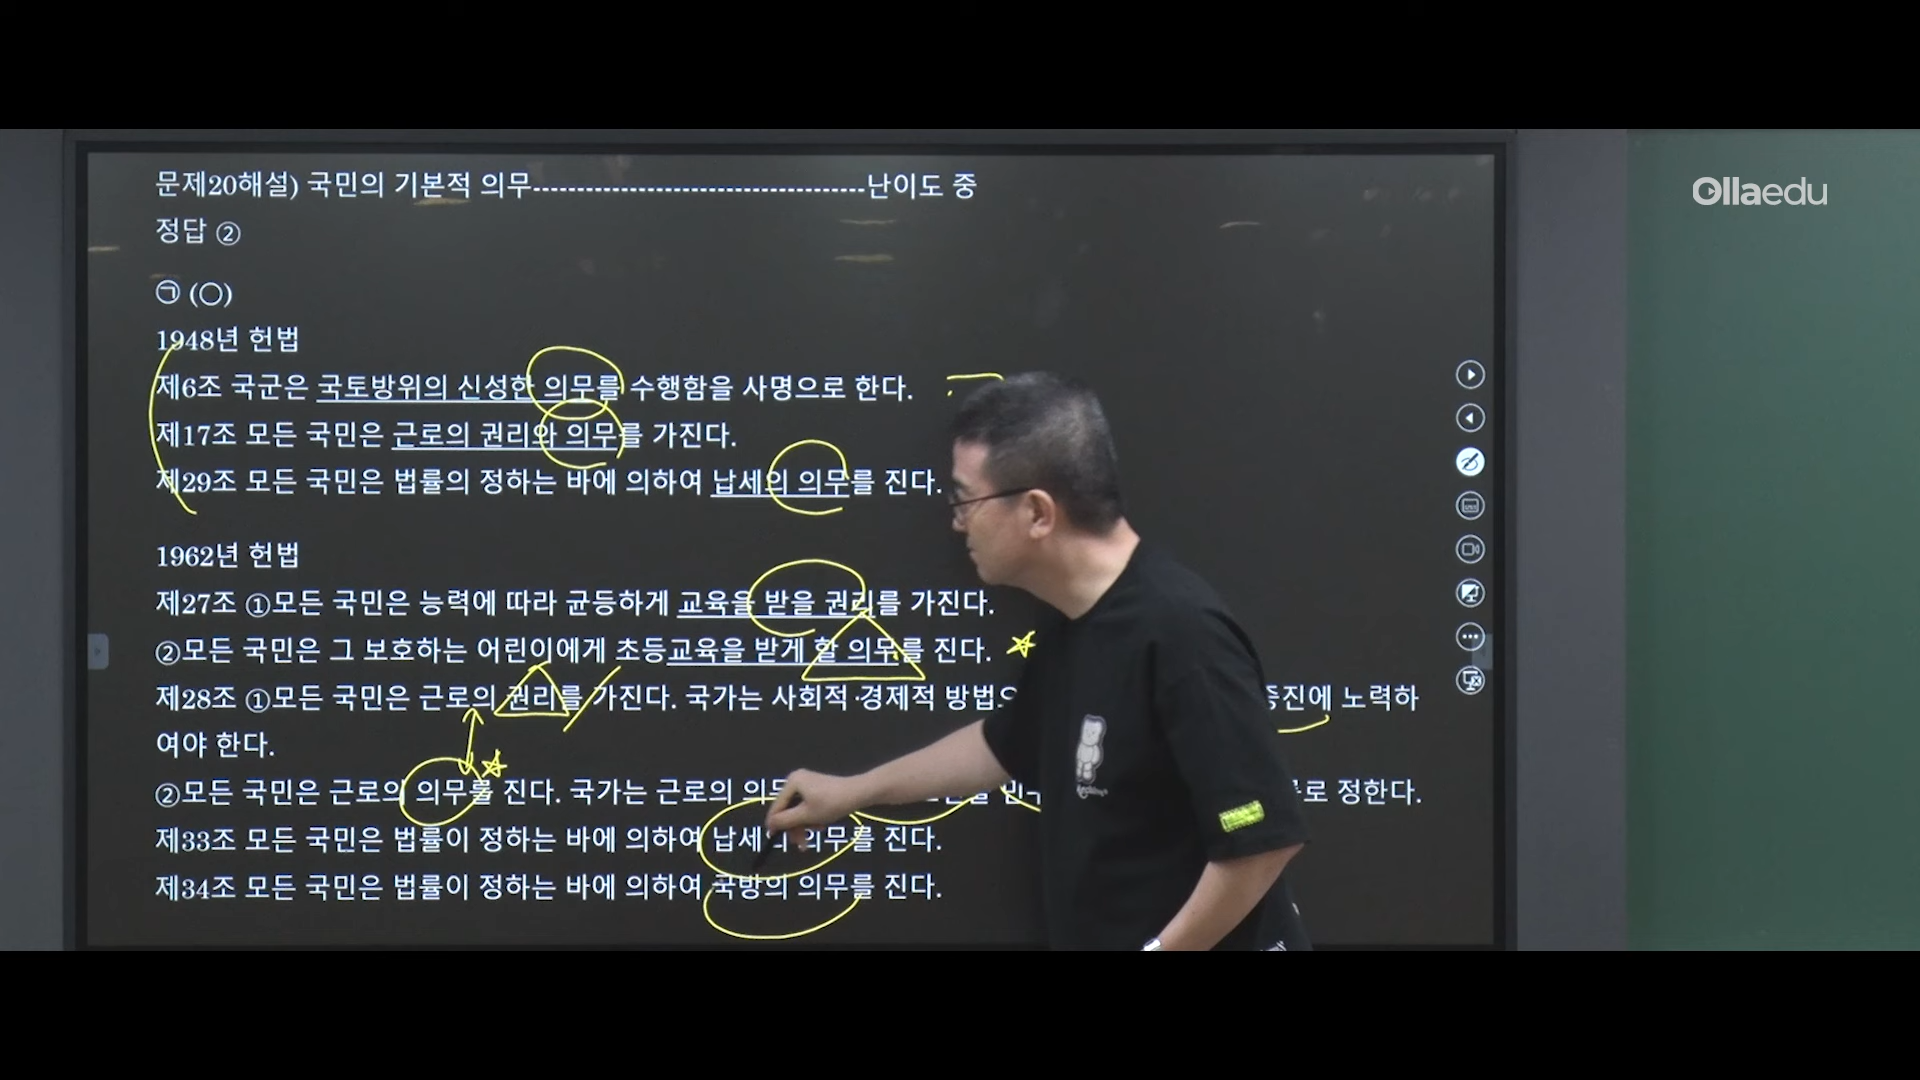 문제20해설) 국민의 기본적 의무--------------------------------------난이도 중
Ollaedu
정답 ②
㉠ (○)
1948년 헌법
제6조 국군은 국토방위의 신성한 의무를 수행함을 사명으로 한다.
제17조 모든 국민은 근로의 권리와 의무를 가진다.
제29조 모든 국민은 법률의 정하는 바에 의하여 납세의 의무를 진다.
1962년 헌법
제27조 ①모든 국민은 능력에 따라 균등하게 교육을 받을 권리를 가진다.
②모든 국민은 그 보호하는 어린이에게 초등교육을 받게 할 의무를 진다.
제28조 ①모든 국민은 근로의 권리를 가진다. 국가는 사회적·경제적 방법으 증진에 노력하
여야 한다.
②모든 국민은 근로의 의무를 진다. 국가는 근로의 의무 로 정한다.
제33조 모든 국민은 법률이 정하는 바에 의하여 납세의 의무를 진다.
제34조 모든 국민은 법률이 정하는 바에 의하여 국방의 의무를 진다.